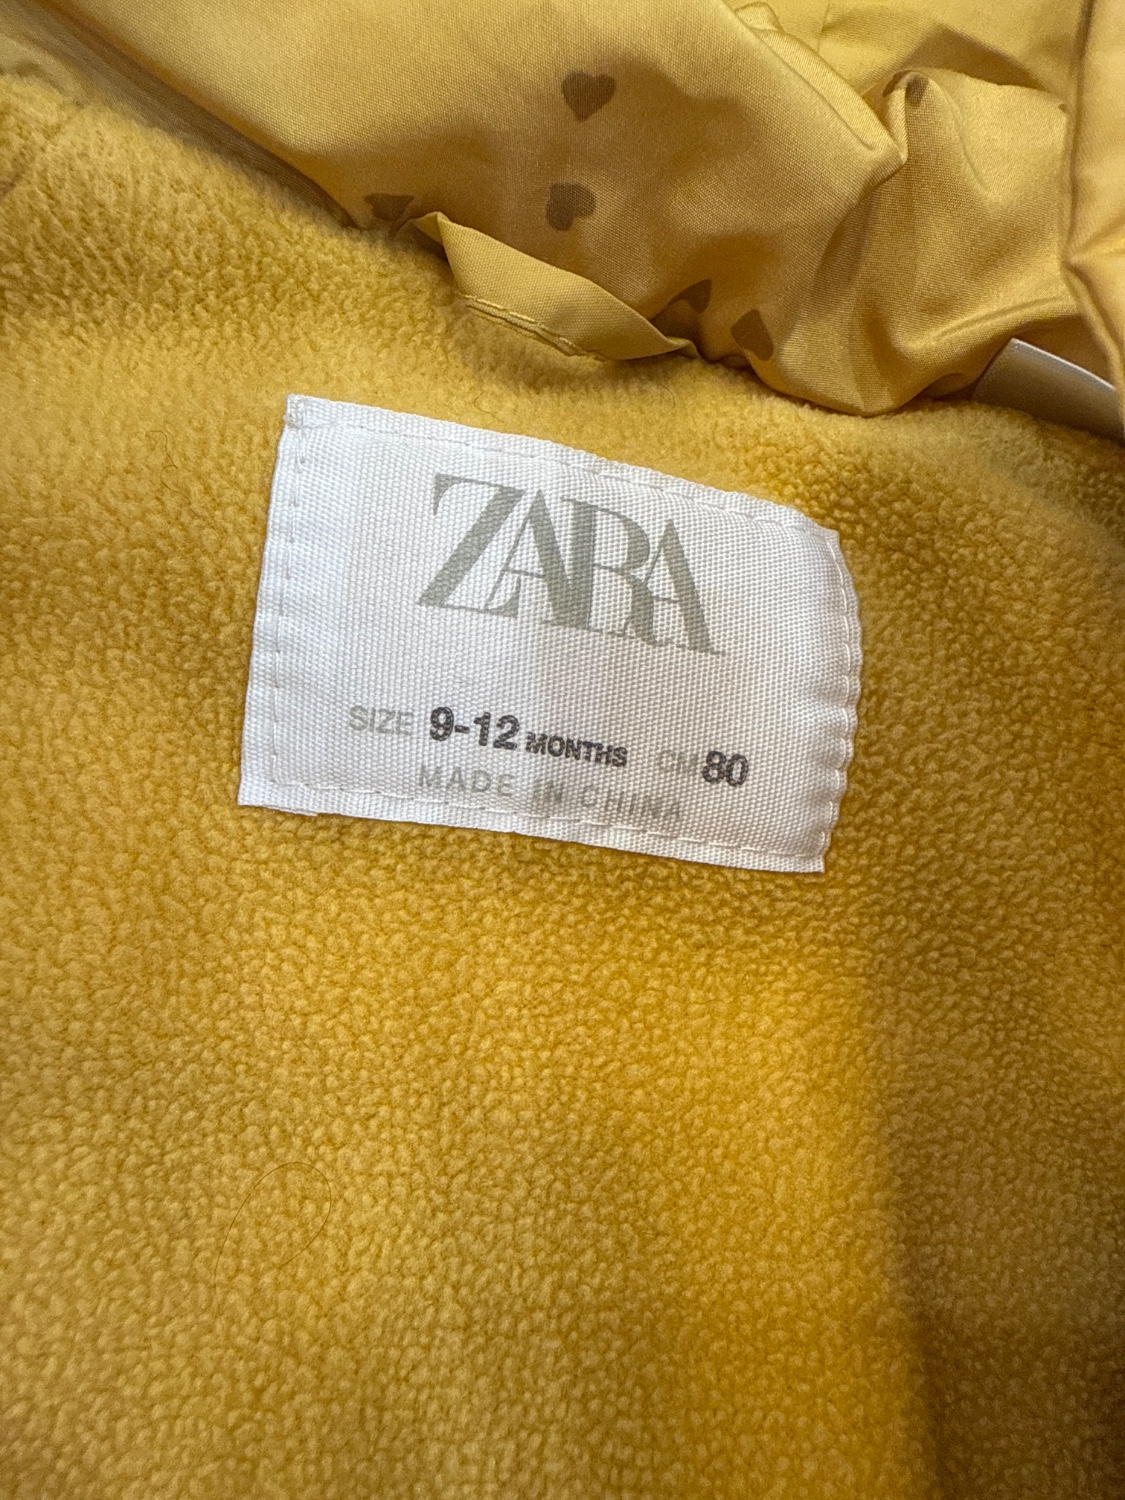 ZARA
SIZE 9-12 MONTHS CM 80
MADE IN CHINA